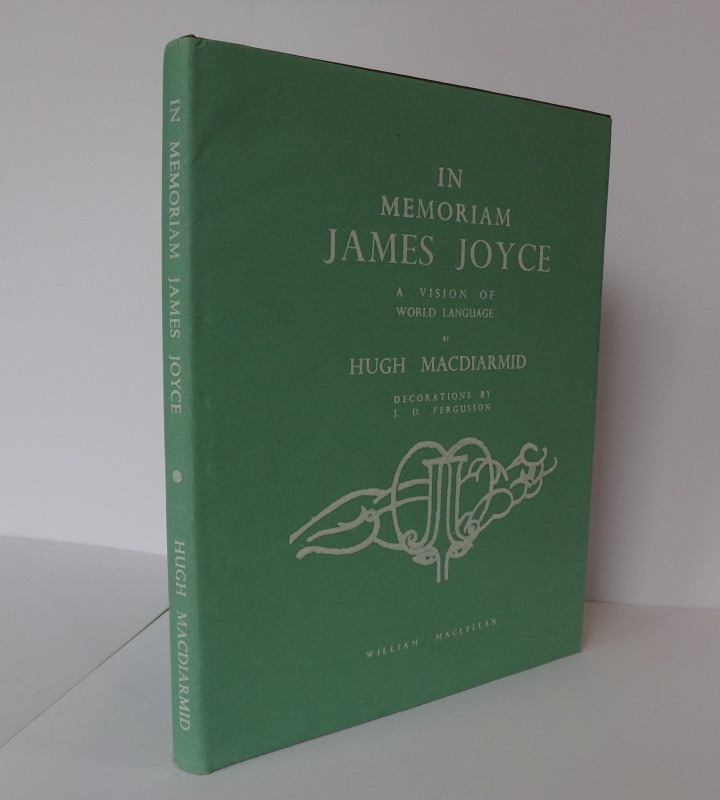 IN MEMORIAM JAMES JOYCE • HUGH MACDIARMID
IN
MEMORIAM
JAMES JOYCE
A VISION OF
WORLD LANGUAGE
BY
HUGH MACDIARMID
DECORATIONS BY
J. D. FERGUSSON
WILLIAM MACLELLAN